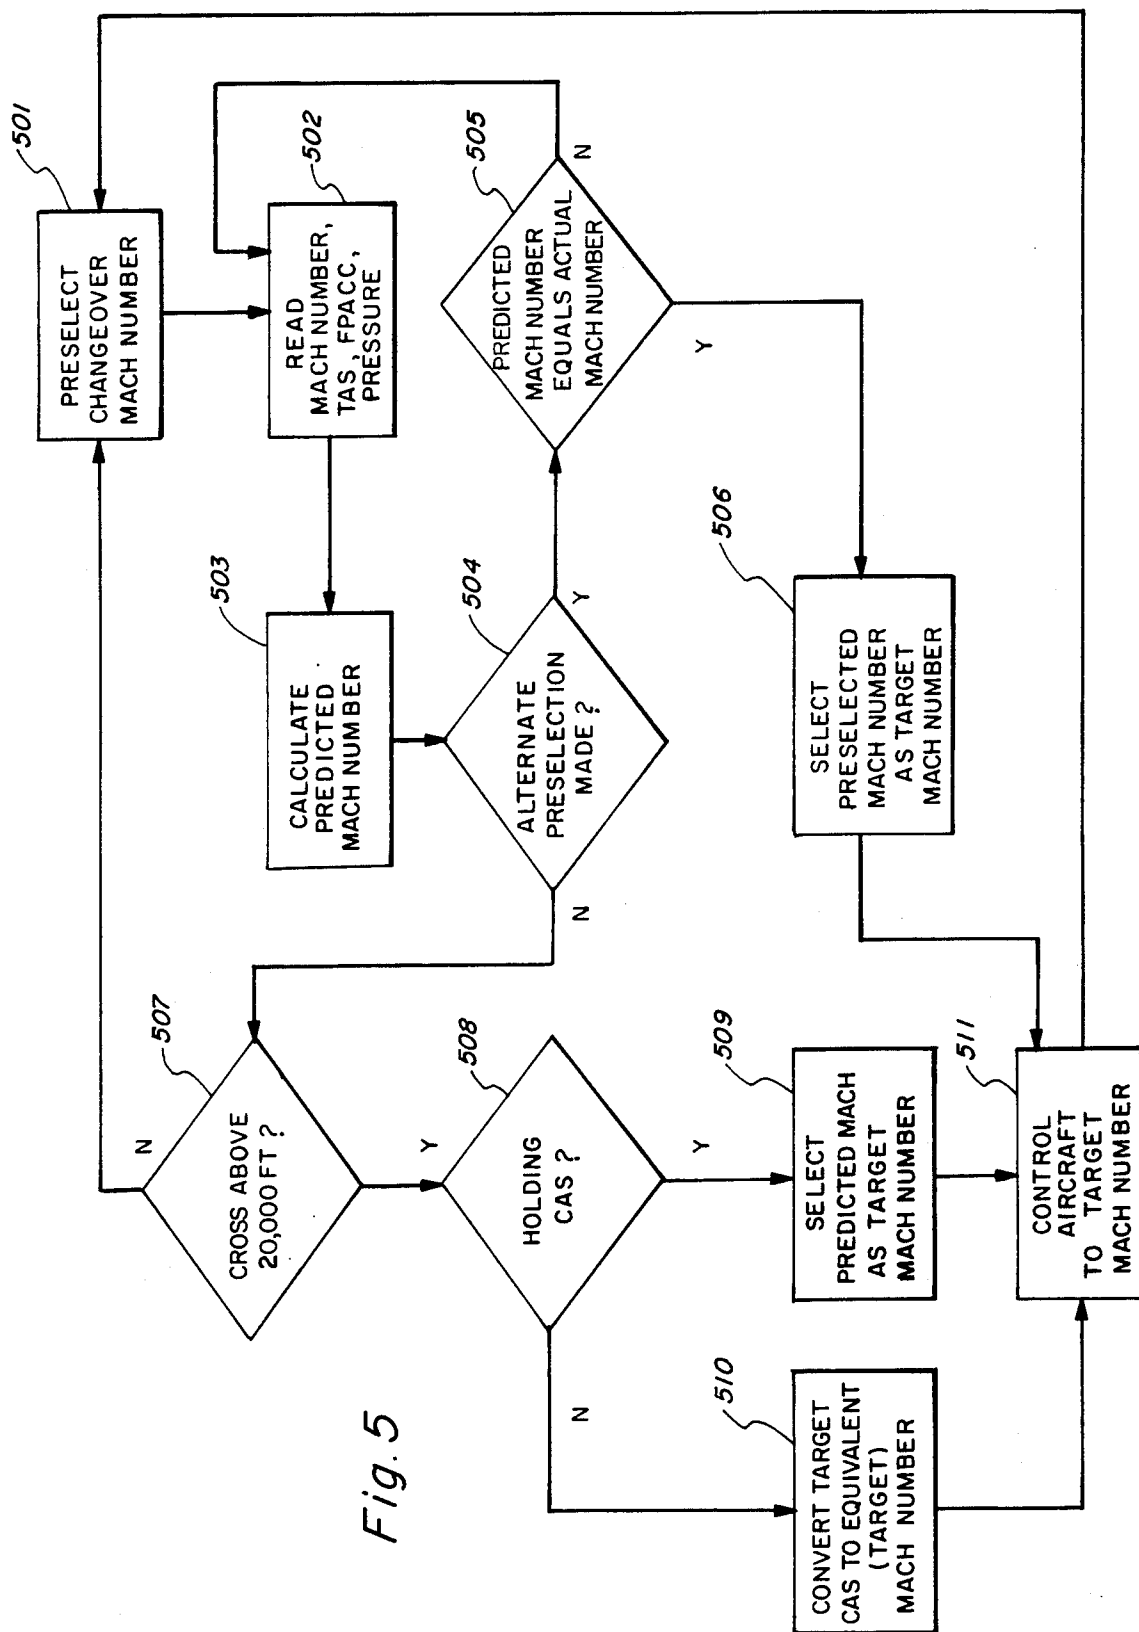 501
PRESELECT
CHANGEOVER
MACH NUMBER
502
READ
MACH NUMBER,
TAS, FPACC,
PRESSURE
503
CALCULATE
PREDICTED
MACH NUMBER
504
ALTERNATE
PRESELECTION
MADE ?
Y
N
505
PREDICTED
MACH NUMBER
EQUALS ACTUAL
MACH NUMBER
N
Y
506
SELECT
PRESELECTED
MACH NUMBER
AS TARGET
MACH NUMBER
507
CROSS ABOVE
20,000 FT ?
N
Y
508
HOLDING
CAS ?
Y
N
509
SELECT
PREDICTED MACH
AS TARGET
MACH NUMBER
510
CONVERT TARGET
CAS TO EQUIVALENT
(TARGET)
MACH NUMBER
511
CONTROL
AIRCRAFT
TO TARGET
MACH NUMBER
Fig. 5